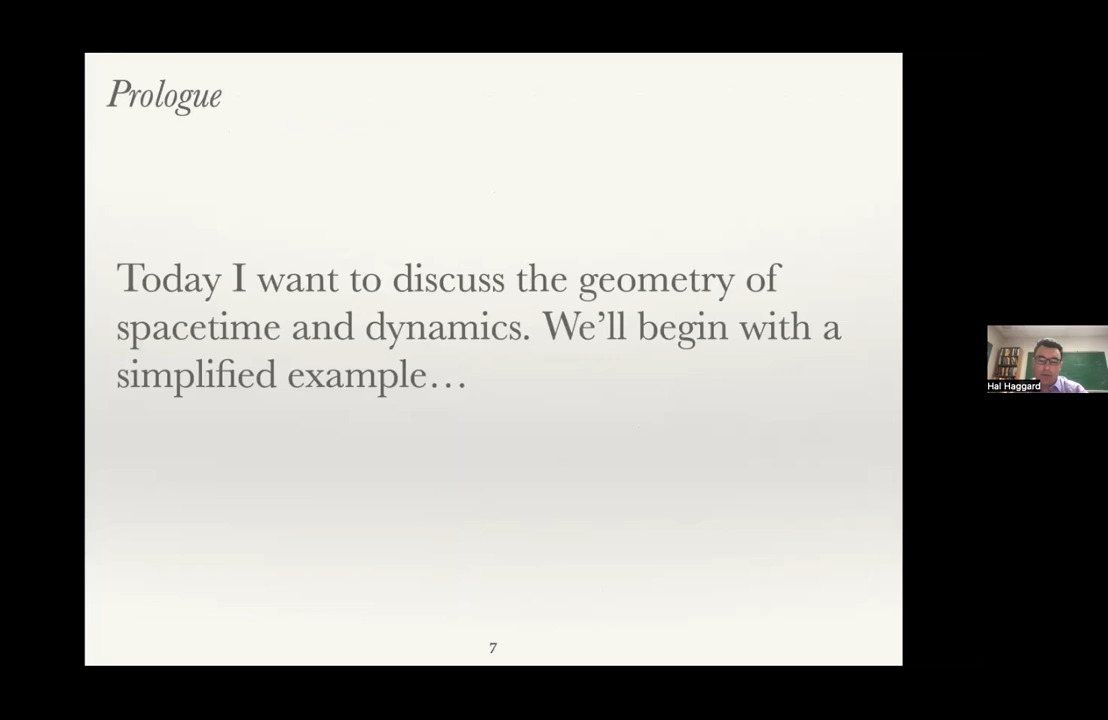 Prologue
Today I want to discuss the geometry of
spacetime and dynamics. We’ll begin with a
simplified example…
7
Hal Haggard